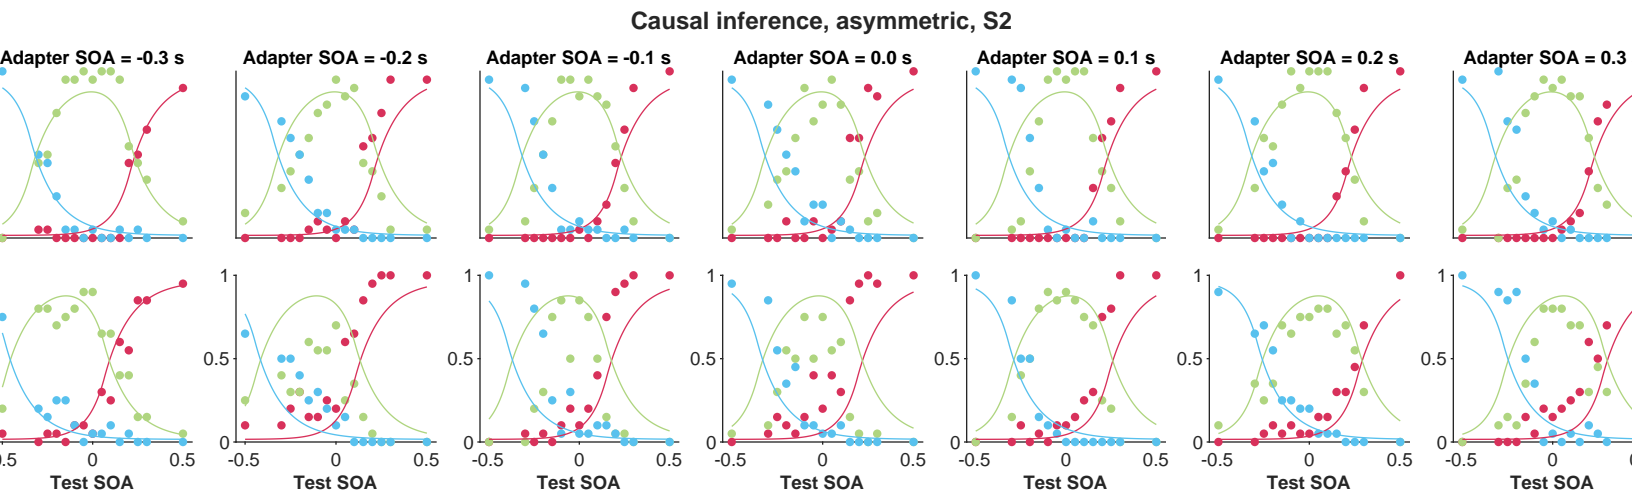 Causal inference, asymmetric, S2
Adapter SOA = -0.3 s Adapter SOA = -0.2 s Adapter SOA = -0.1 s Adapter SOA = 0.0 s Adapter SOA = 0.1 s Adapter SOA = 0.2 s Adapter SOA = 0.3
1 1 1 1 1 1
0.5 0.5 0.5 0.5 0.5 0.5
0 0 0 0 0 0
0.5 0 0.5 -0.5 0 0.5 -0.5 0 0.5 -0.5 0 0.5 -0.5 0 0.5 -0.5 0 0.5 -0.5 0
Test SOA Test SOA Test SOA Test SOA Test SOA Test SOA Test SOA